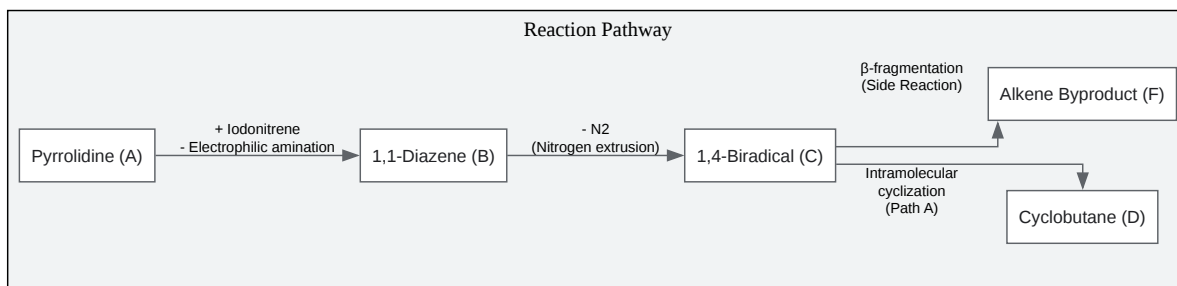 Reaction Pathway
Pyrrolidine (A)
+ Iodonitrene
- Electrophilic amination
1,1-Diazene (B)
- N2
(Nitrogen extrusion)
1,4-Biradical (C)
β-fragmentation
(Side Reaction)
Alkene Byproduct (F)
Intramolecular
cyclization
(Path A)
Cyclobutane (D)